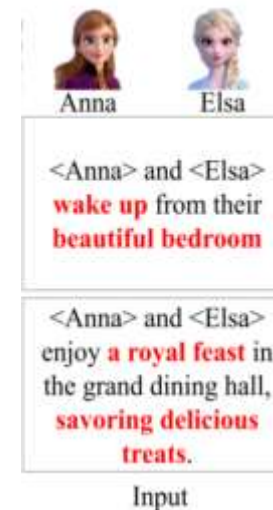 Anna Elsa
<Anna> and <Elsa>
wake up from their
beautiful bedroom
<Anna> and <Elsa>
enjoy a royal feast in
the grand dining hall,
savoring delicious
treats.
Input